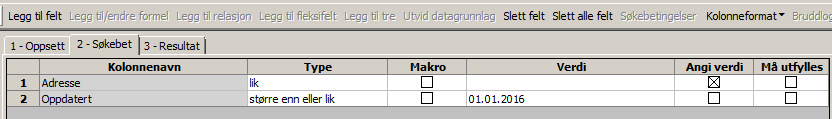 Legg til felt Legg til/endre formel Legg til relasjon Legg til fleksifelt Legg til tre Utvid datagrunnlag Slett felt Slett alle felt Søkebetingelser Kolonneformat Bruddlog
1 - Oppsett 2 - Søkebet 3 - Resultat
Kolonnenavn Type Makro Verdi Angi verdi Må utfylles
1 Adresse lik
2 Oppdatert større enn eller lik 01.01.2016